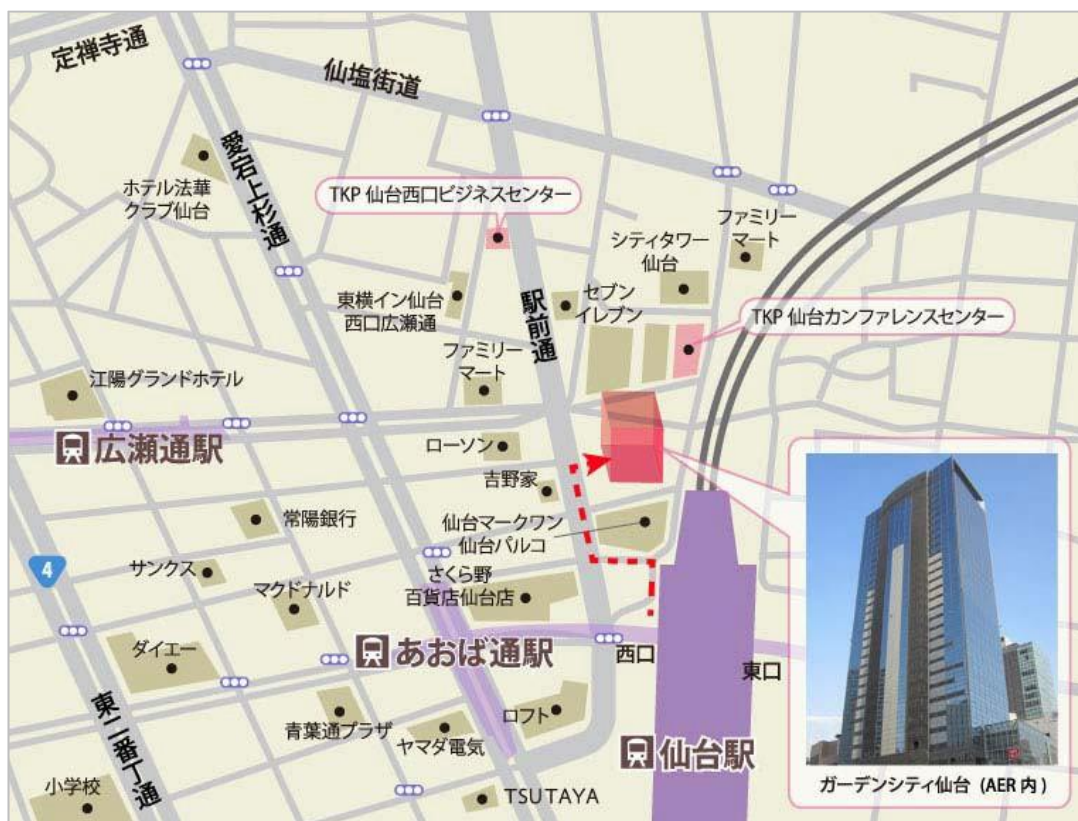 定禅寺通
仙塩街道
愛宕上杉通
ホテル法華
クラブ仙台
TKP 仙台西口ビジネスセンター
ファミリー
マート
シティタワー
仙台
東横イン仙台
西口広瀬通
駅前通
セブン
イレブン
TKP 仙台カンファレンスセンター
ファミリー
マート
江陽グランドホテル
広瀬通駅
ローソン
吉野家
常陽銀行
仙台マークワン
仙台パルコ
4
サンクス
マクドナルド
さくら野
百貨店仙台店
ダイエー
あおば通駅
西口
東口
東二番丁通
青葉通プラザ
ヤマダ電気
ロフト
仙台駅
小学校
TSUTAYA
ガーデンシティ仙台 (AER 内)